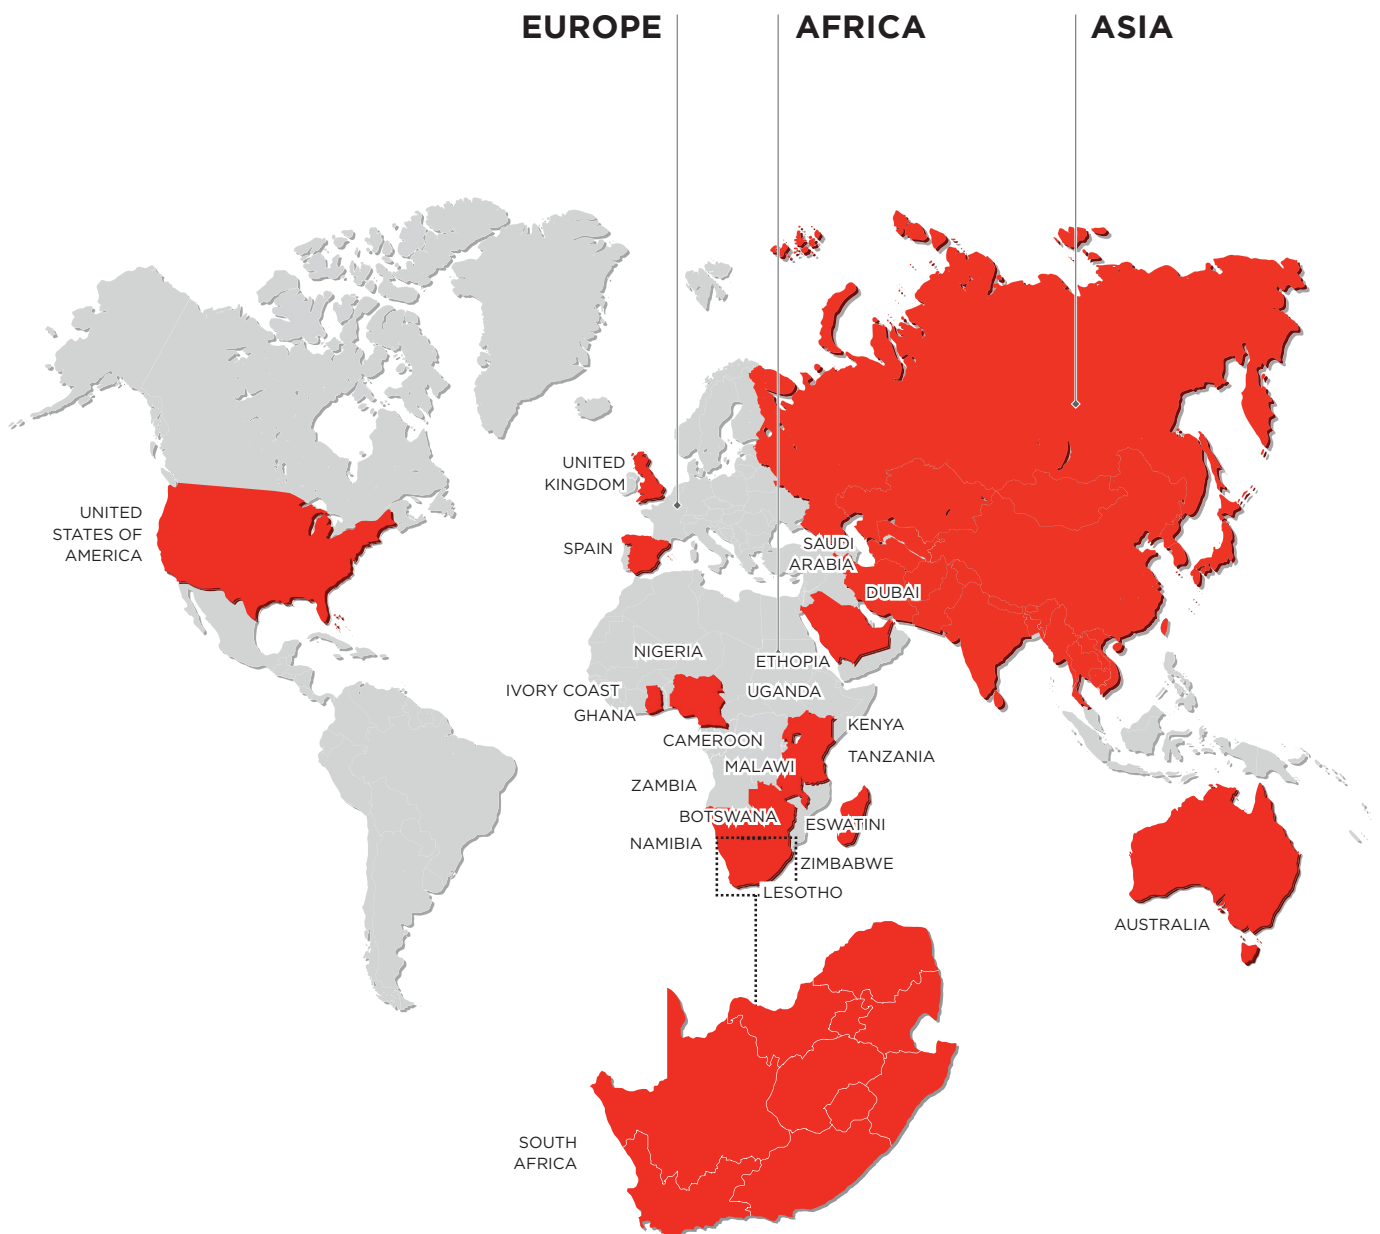 EUROPE
AFRICA
ASIA
UNITED
KINGDOM
UNITED
STATES OF
AMERICA
SPAIN
SAUDI
ARABIA
DUBAI
NIGERIA
ETHOPIA
IVORY COAST
UGANDA
GHANA
KENYA
CAMEROON
TANZANIA
MALAWI
ZAMBIA
BOTSWANA
ESWATINI
NAMIBIA
ZIMBABWE
LESOTHO
AUSTRALIA
SOUTH
AFRICA